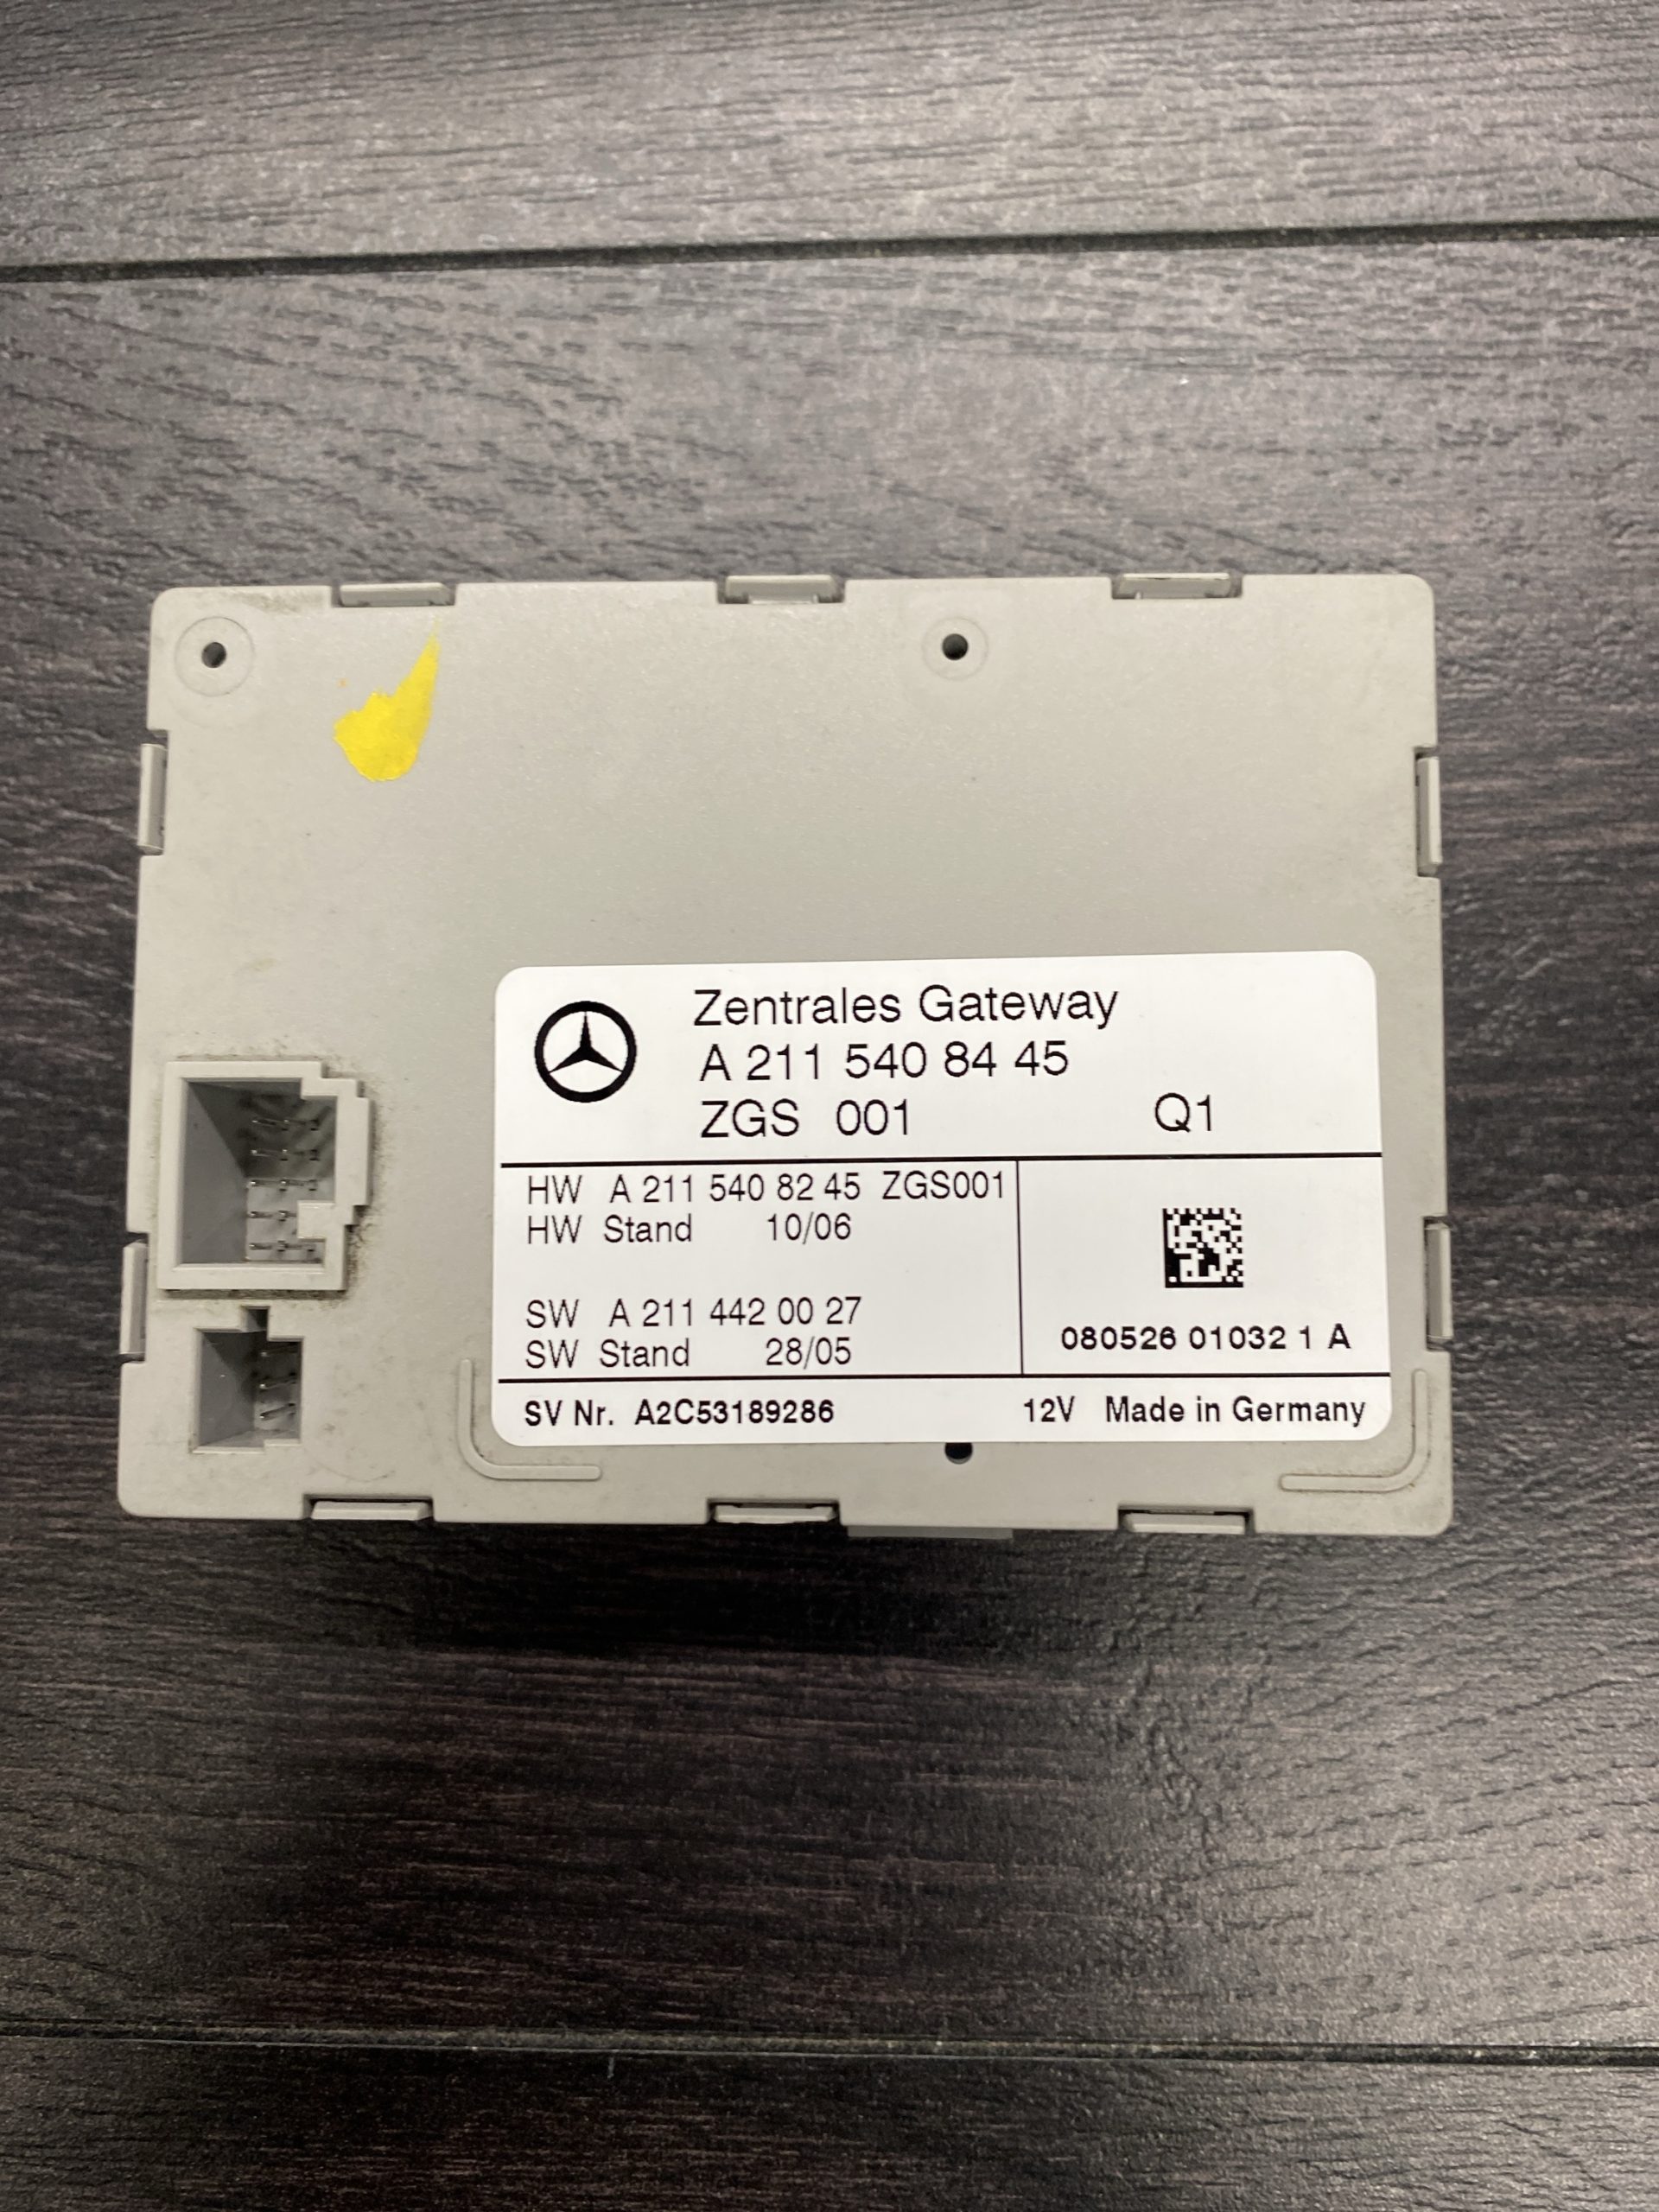 Zentrales Gateway
A 211 540 84 45
ZGS 001 Q1
HW A 211 540 82 45 ZGS001
HW Stand 10/06
SW A 211 442 00 27
SW Stand 28/05
080526 01032 1 A
SV Nr. A2C53189286 12V Made in Germany